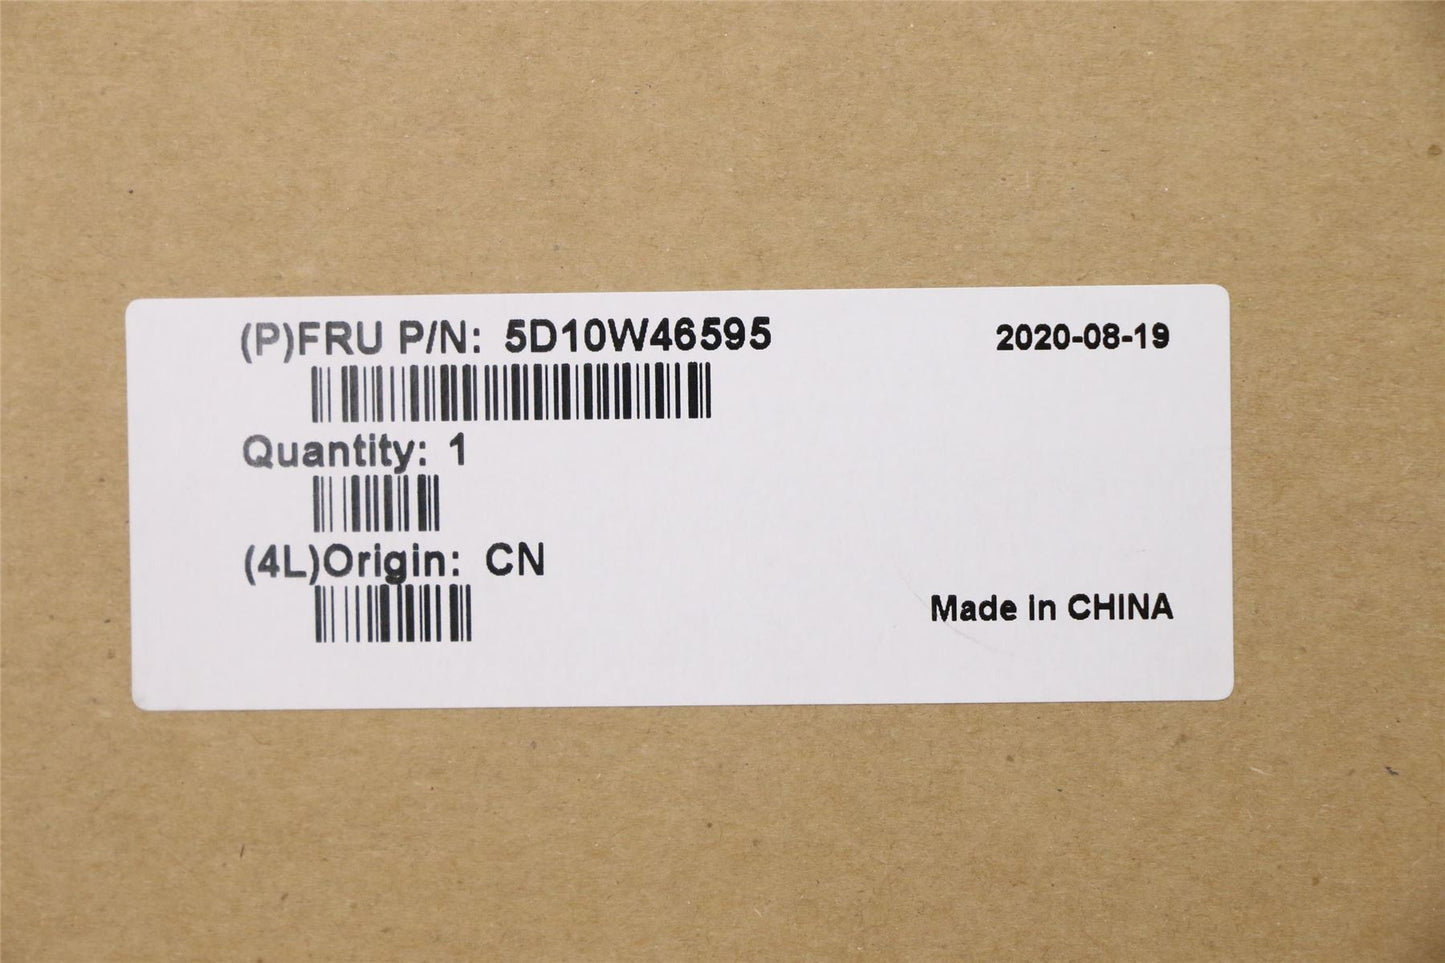 (P)FRU P/N: 5D10W46595
2020-08-19
Quantity: 1
(4L)Origin: CN
Made in CHINA